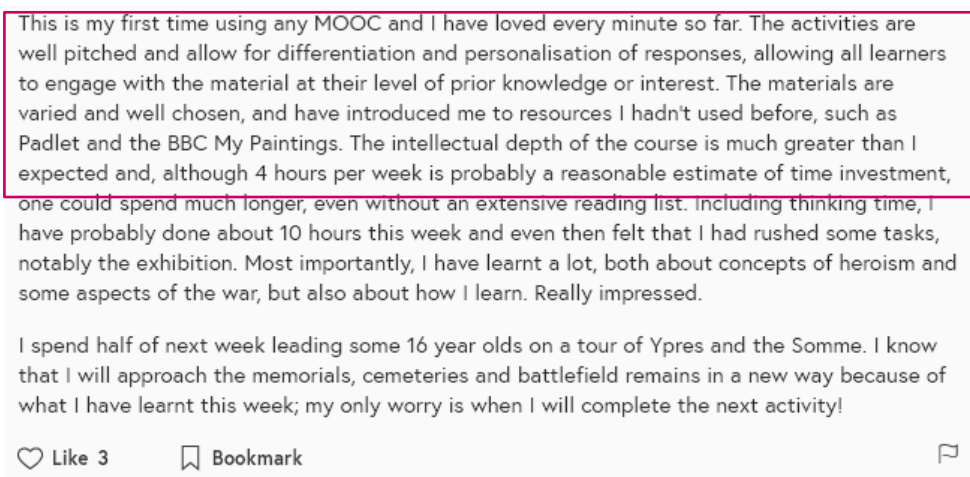 This is my first time using any MOOC and I have loved every minute so far. The activities are
well pitched and allow for differentiation and personalisation of responses, allowing all learners
to engage with the material at their level of prior knowledge or interest. The materials are
varied and well chosen, and have introduced me to resources I hadn't used before, such as
Padlet and the BBC My Paintings. The intellectual depth of the course is much greater than I
expected and, although 4 hours per week is probably a reasonable estimate of time investment,
one could spend much longer, even without an extensive reading list. Including thinking time, I
have probably done about 10 hours this week and even then felt that I had rushed some tasks,
notably the exhibition. Most importantly, I have learnt a lot, both about concepts of heroism and
some aspects of the war, but also about how I learn. Really impressed.
I spend half of next week leading some 16 year olds on a tour of Ypres and the Somme. I know
that I will approach the memorials, cemeteries and battlefield remains in a new way because of
what I have learnt this week; my only worry is when I will complete the next activity!
Like 3 Bookmark